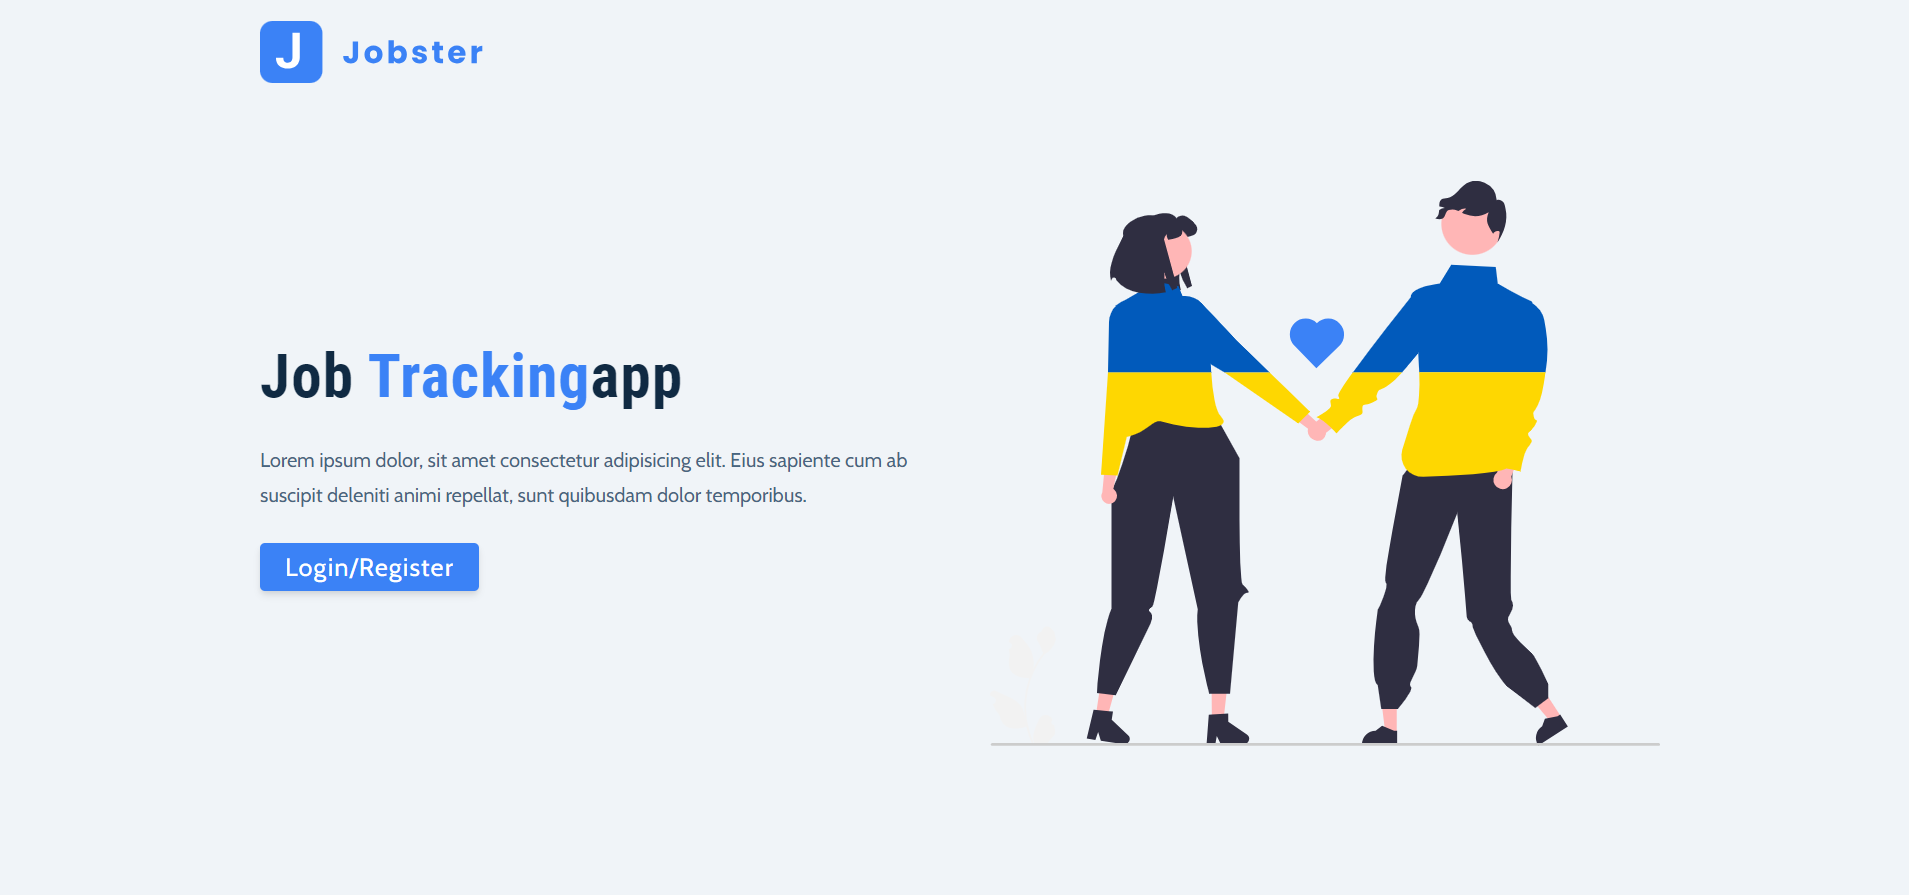 J Jobster
Job Trackingapp
Lorem ipsum dolor, sit amet consectetur adipisicing elit. Eius sapiente cum ab
suscipit deleniti animi repellat, sunt quibusdam dolor temporibus.
Login/Register